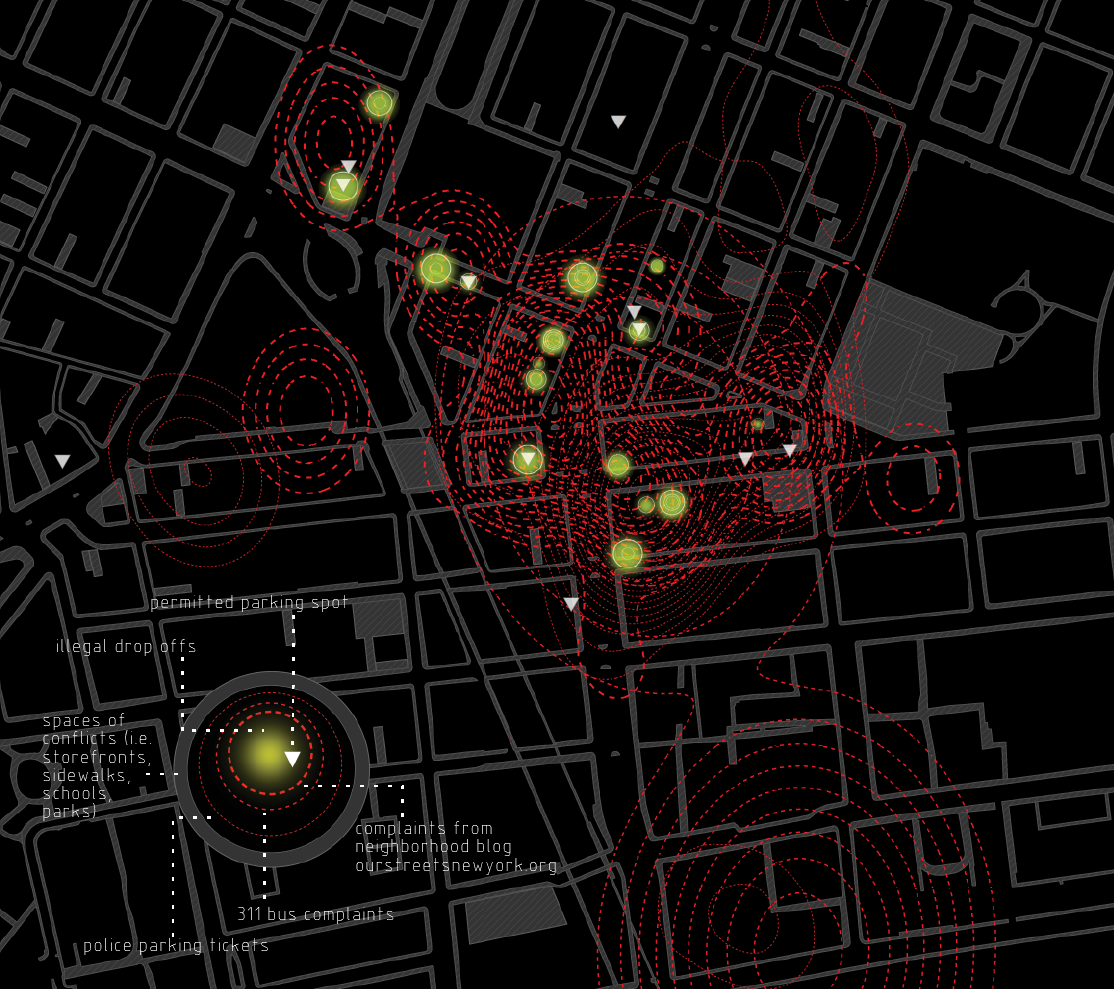 permitted parking spot
illegal drop offs
spaces of
conflicts (i.e.
storefronts,
sidewalks,
schools,
parks)
complaints from
neighborhood blog
ourstreetsnewyork.org
311 bus complaints
police parking tickets